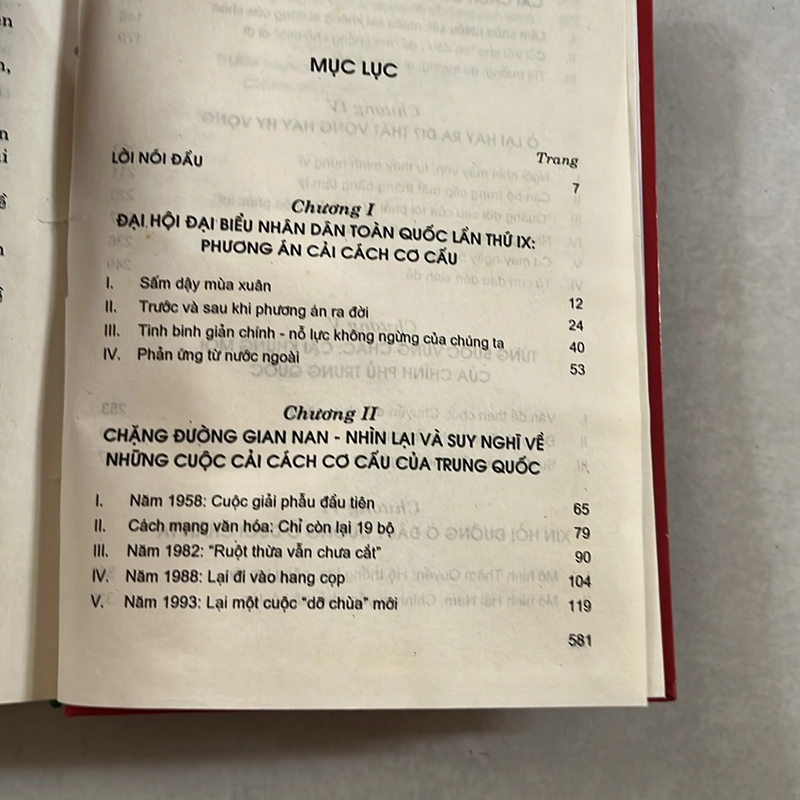 MỤC LỤC
Trang
LỜI NÓI ĐẦU 7
Chương I
ĐẠI HỘI ĐẠI BIỂU NHÂN DÂN TOÀN QUỐC LẦN THỨ IX:
PHƯƠNG ÁN CẢI CÁCH CƠ CẤU
I. Sấm dậy mùa xuân 12
II. Trước và sau khi phương án ra đời 24
III. Tinh binh giản chính - nỗ lực không ngừng của chúng ta 40
IV. Phản ứng từ nước ngoài 53
Chương II
CHẶNG ĐƯỜNG GIAN NAN - NHÌN LẠI VÀ SUY NGHĨ VỀ
NHỮNG CUỘC CẢI CÁCH CƠ CẤU CỦA TRUNG QUỐC
I. Năm 1958: Cuộc giải phẫu đầu tiên 65
II. Cách mạng văn hóa: Chỉ còn lại 19 bộ 79
III. Năm 1982: "Ruột thừa vẫn chưa cắt" 90
IV. Năm 1988: Lại đi vào hang cọp 104
V. Năm 1993: Lại một cuộc "dỡ chùa" mới 119
581